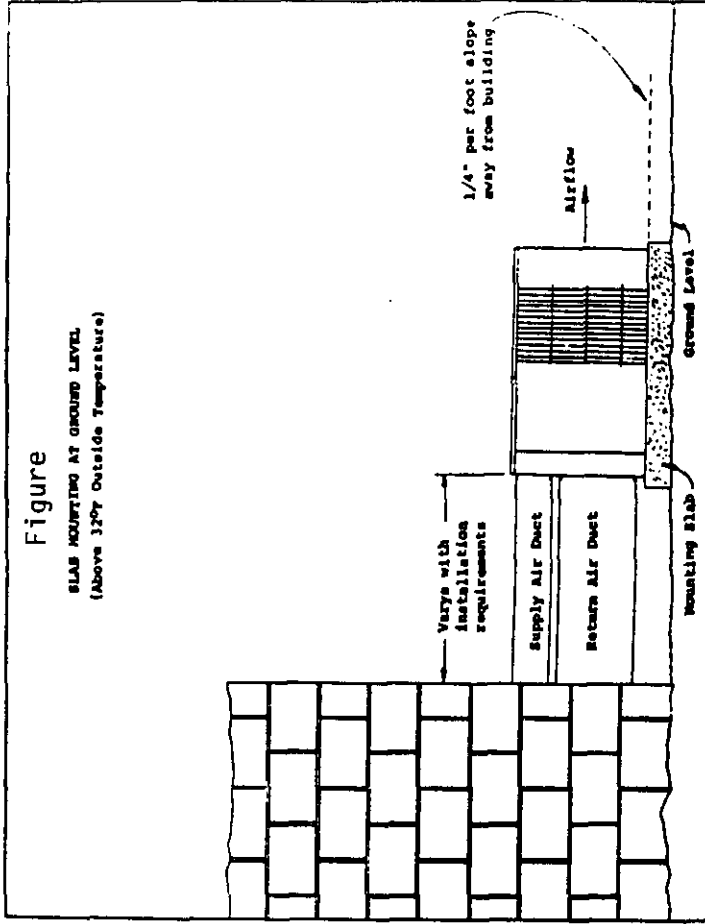 Figure
SLAB MOUNTING AT GROUND LEVEL
(Above 32°F Outside Temperature)
1/4" per foot slope
away from building
Airflow
Varys with
installation
requirements
Supply Air Duct
Return Air Duct
Mounting Slab
Ground Level